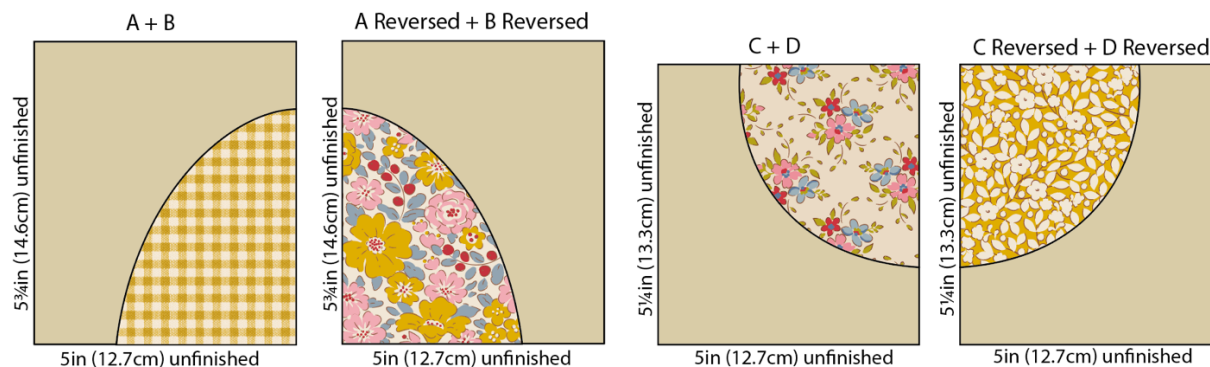 A + B
5¾in (14.6cm) unfinished
5in (12.7cm) unfinished
A Reversed + B Reversed
5¾in (14.6cm) unfinished
5in (12.7cm) unfinished
C + D
5¼in (13.3cm) unfinished
5in (12.7cm) unfinished
C Reversed + D Reversed
5¼in (13.3cm) unfinished
5in (12.7cm) unfinished